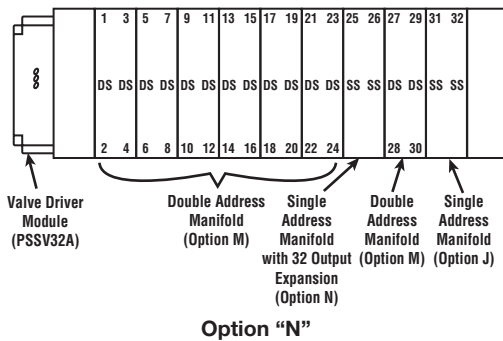 1 3 5 7 9 11 13 15 17 19 21 23 25 26 27 29 31 32
DS DS DS DS DS DS DS DS DS DS DS DS SS SS DS DS SS SS
2 4 6 8 10 12 14 16 18 20 22 24 28 30
Valve Driver
Module
(PSSV32A)
Double Address
Manifold
(Option M)
Single
Address
Manifold
with 32 Output
Expansion
(Option N)
Double
Address
Manifold
(Option M)
Single
Address
Manifold
(Option J)
Option “N”